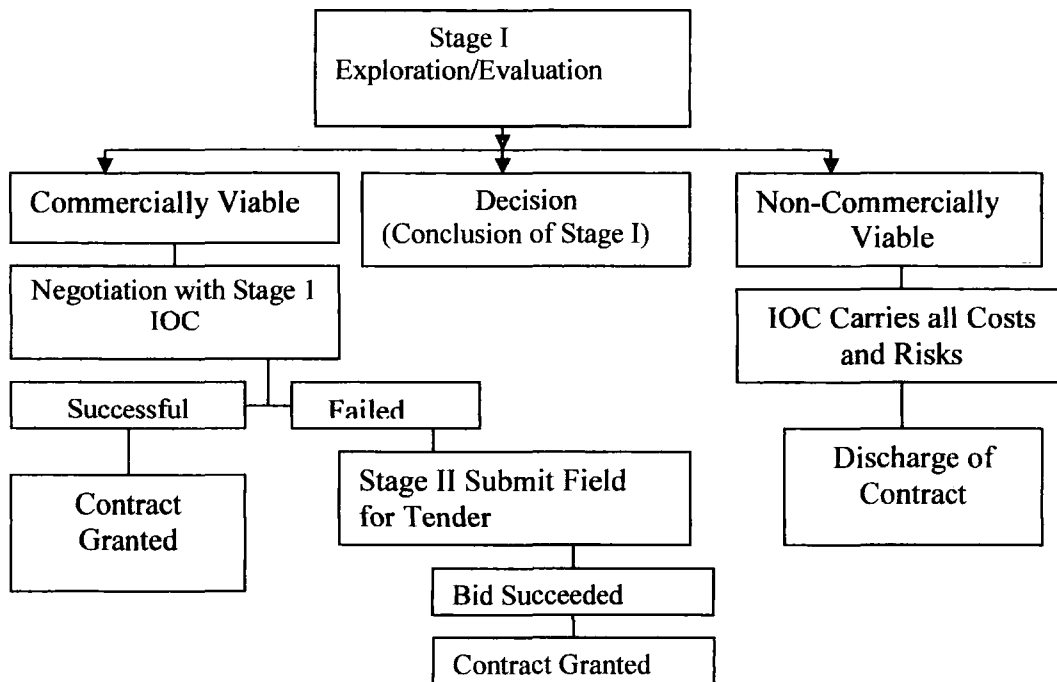 Stage I
Exploration/Evaluation
Commercially Viable
Decision
(Conclusion of Stage I)
Non-Commercially
Viable
Negotiation with Stage 1
IOC
IOC Carries all Costs
and Risks
Successful
Failed
Discharge of
Contract
Stage II Submit Field
for Tender
Contract
Granted
Bid Succeeded
Contract Granted